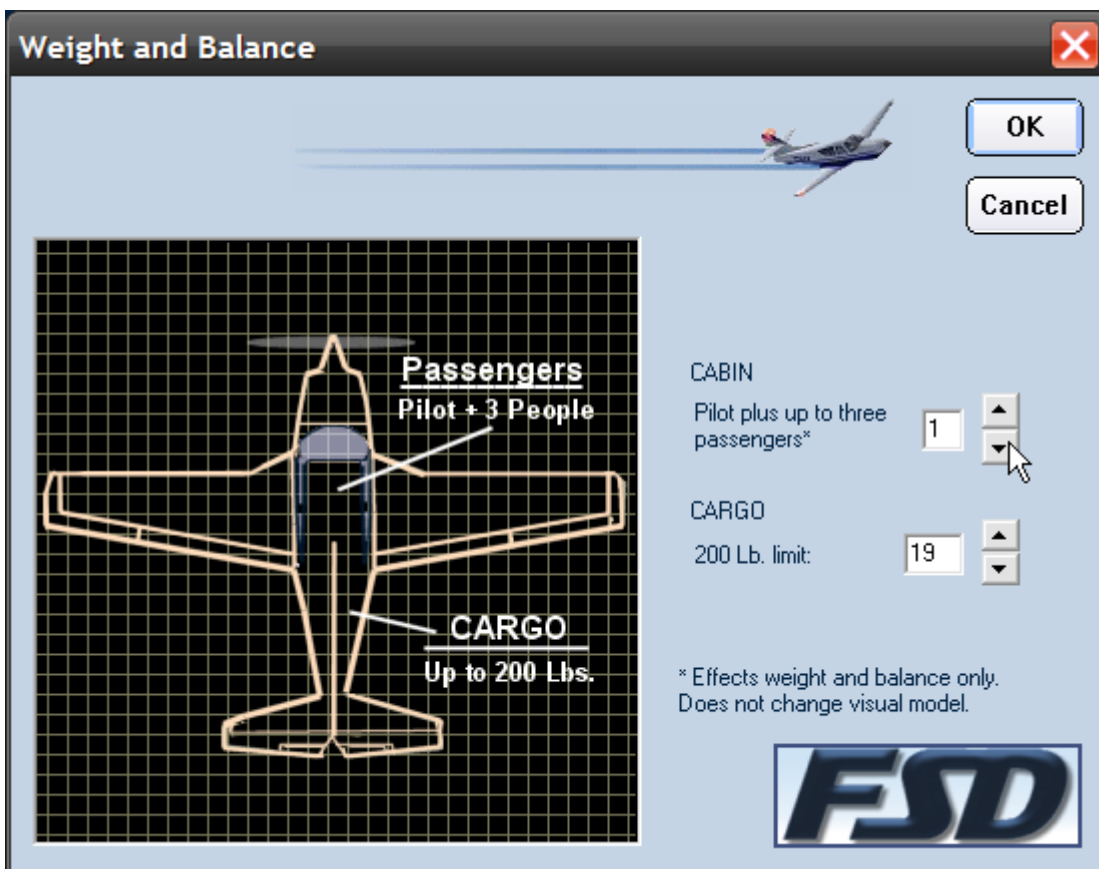 Weight and Balance
OK
Cancel
Passengers
Pilot + 3 People
CARGO
Up to 200 Lbs.
CABIN
Pilot plus up to three
passengers*
1
CARGO
200 Lb. limit:
19
* Effects weight and balance only.
Does not change visual model.
FSD